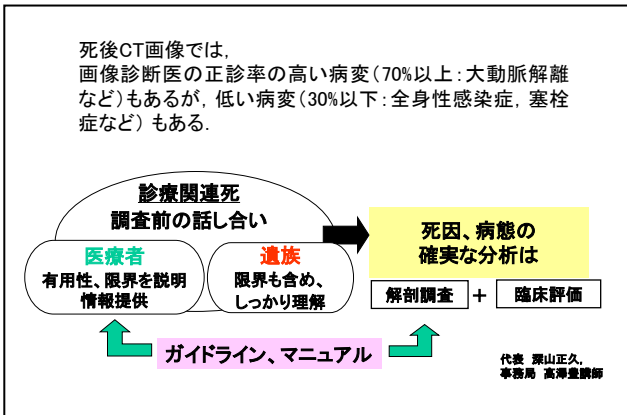 死後CT画像では,
画像診断医の正診率の高い病変(70%以上:大動脈解離
など)もあるが, 低い病変(30%以下:全身性感染症, 塞栓
症など) もある.
診療関連死
調査前の話し合い
医療者
有用性、限界を説明
情報提供
遺族
限界も含め、
しっかり理解
死因、病態の
確実な分析は
解剖調査 + 臨床評価
ガイドライン、マニュアル
代表 深山正久,
事務局 高澤豊講師